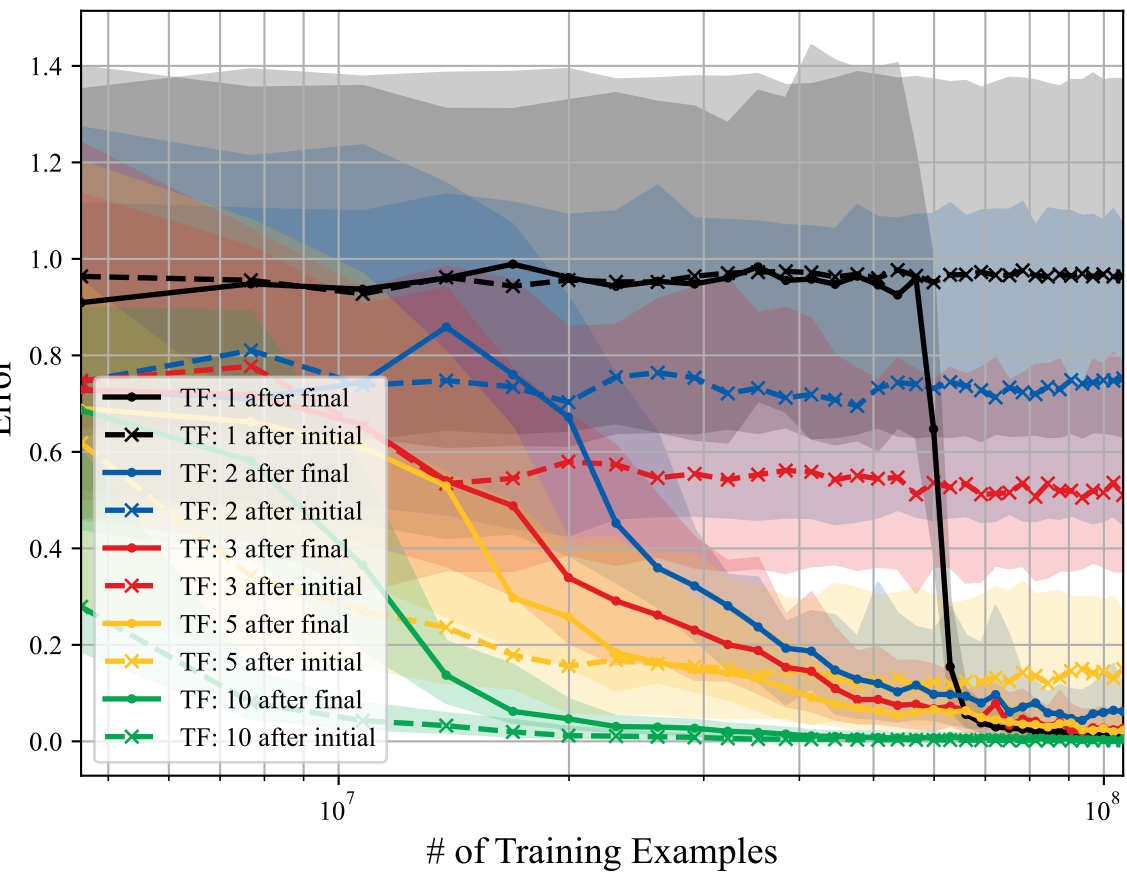 1.4
1.2
1.0
0.8
0.6
0.4
0.2
0.0
TF: 1 after final
TF: 1 after initial
TF: 2 after final
TF: 2 after initial
TF: 3 after final
TF: 3 after initial
TF: 5 after final
TF: 5 after initial
TF: 10 after final
TF: 10 after initial
10^7
10^8
# of Training Examples